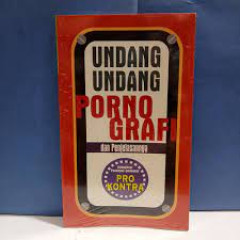 UNDANG
UNDANG
PORNO
GRAFI
dan Penjelasannya
PRO
KONTRA